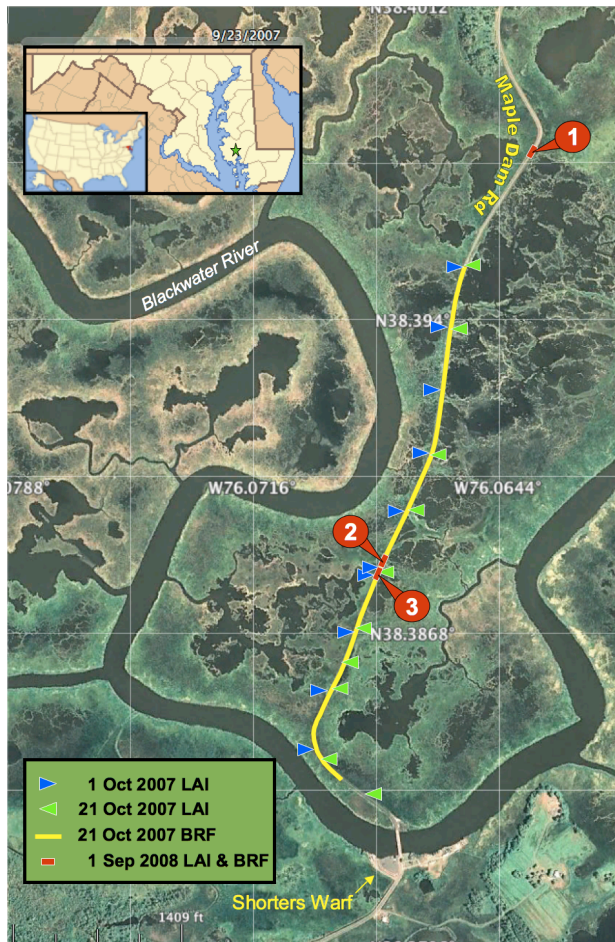 N38.4012
9/23/2007
Maple Dam Rd
1
Blackwater River
N38.394°
.0788°
W76.0716°
W76.0644°
2
3
N38.3868°
1 Oct 2007 LAI
21 Oct 2007 LAI
21 Oct 2007 BRF
1 Sep 2008 LAI & BRF
Shorters Warf
1409 ft